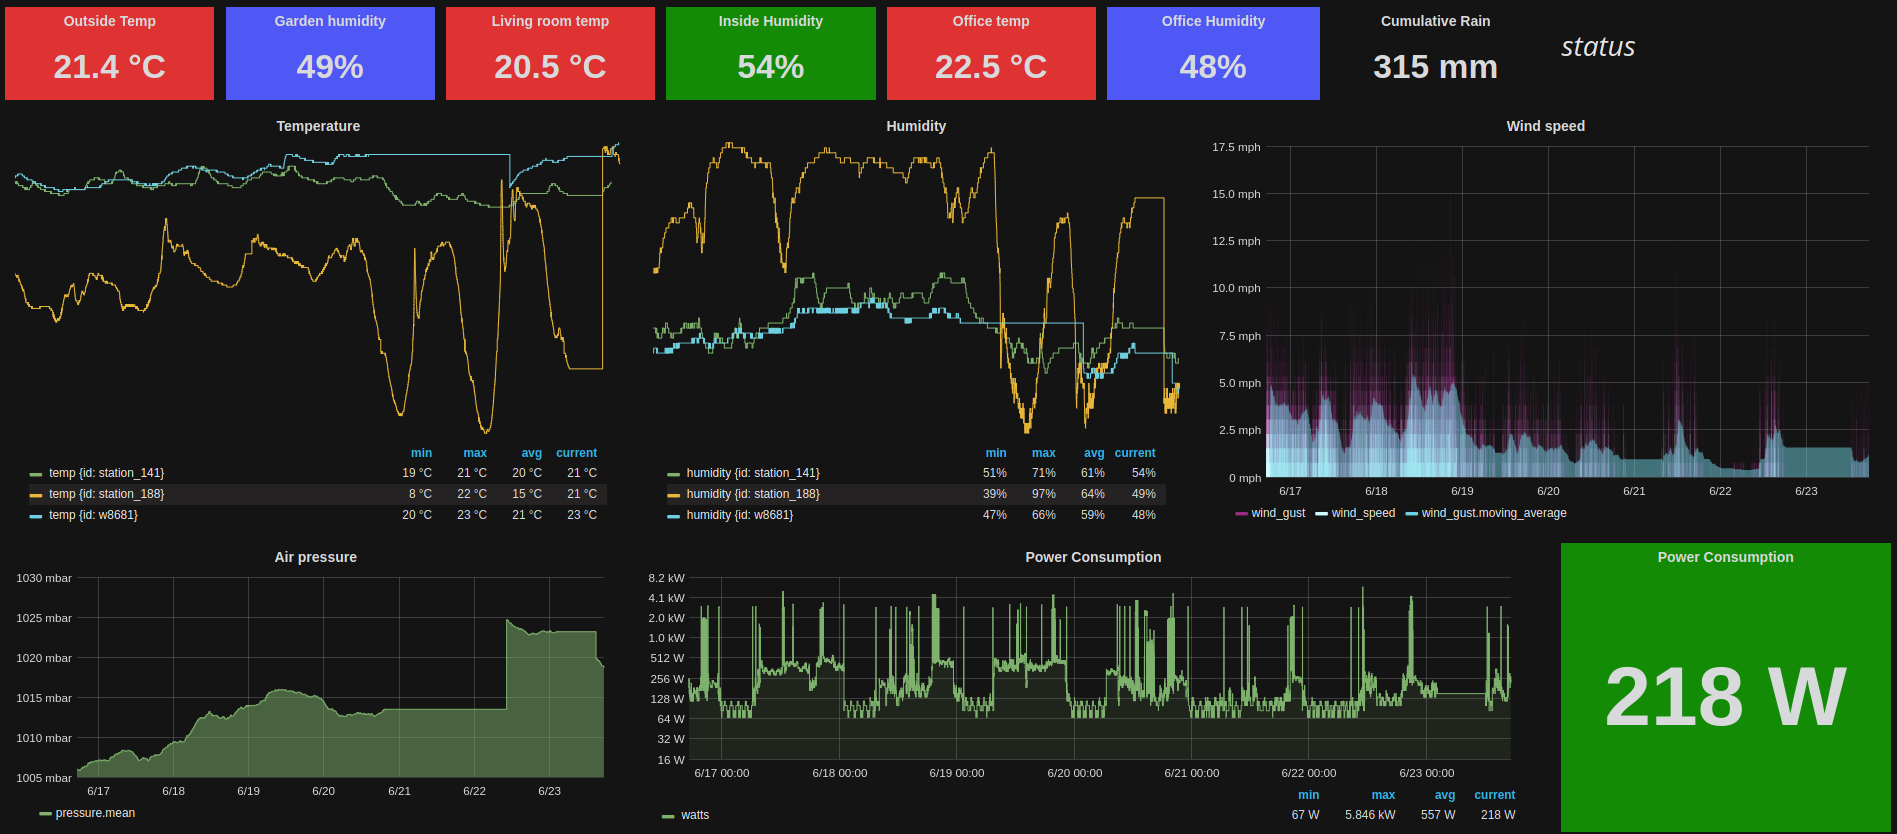 Outside Temp
21.4 °C
Garden humidity
49%
Living room temp
20.5 °C
Inside Humidity
54%
Office temp
22.5 °C
Office Humidity
48%
Cumulative Rain
315 mm
status
Temperature
min max avg current
temp {id: station_141} 19 °C 21 °C 20 °C 21 °C
temp {id: station_188} 8 °C 22 °C 15 °C 21 °C
temp {id: w8681} 20 °C 23 °C 21 °C 23 °C
Humidity
min max avg current
humidity {id: station_141} 51% 71% 61% 54%
humidity {id: station_188} 39% 97% 64% 49%
humidity {id: w8681} 47% 66% 59% 48%
Wind speed
17.5 mph
15.0 mph
12.5 mph
10.0 mph
7.5 mph
5.0 mph
2.5 mph
0 mph
6/17 6/18 6/19 6/20 6/21 6/22 6/23
wind_gust wind_speed wind_gust.moving_average
Air pressure
1030 mbar
1025 mbar
1020 mbar
1015 mbar
1010 mbar
1005 mbar
6/17 6/18 6/19 6/20 6/21 6/22 6/23
pressure.mean
Power Consumption
8.2 kW
4.1 kW
2.0 kW
1.0 kW
512 W
256 W
128 W
64 W
32 W
16 W
6/17 00:00 6/18 00:00 6/19 00:00 6/20 00:00 6/21 00:00 6/22 00:00 6/23 00:00
min max avg current
watts 67 W 5.846 kW 557 W 218 W
Power Consumption
218 W